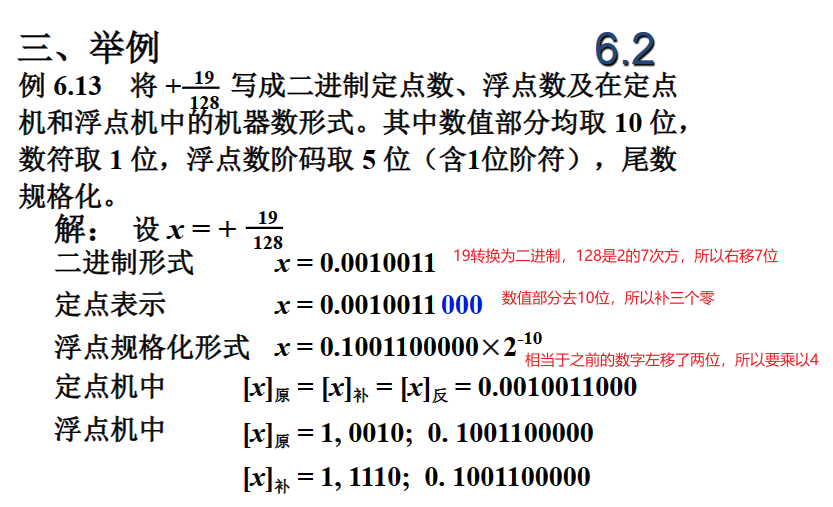 三、举例 6.2
例 6.13 将 +19/128 写成二进制定点数、浮点数及在定点
机和浮点机中的机器数形式。其中数值部分均取 10 位，
数符取 1 位，浮点数阶码取 5 位（含1位阶符），尾数
规格化。
解： 设 x = + 19/128
二进制形式 x = 0.0010011 19转换为二进制，128是2的7次方，所以右移7位
定点表示 x = 0.0010011 000 数值部分去10位，所以补三个零
浮点规格化形式 x = 0.1001100000×2^-10
相当于之前的数字左移了两位，所以要乘以4
定点机中 [x]原 = [x]补 = [x]反 = 0.0010011000
浮点机中 [x]原 = 1, 0010; 0. 1001100000
[x]补 = 1, 1110; 0. 1001100000